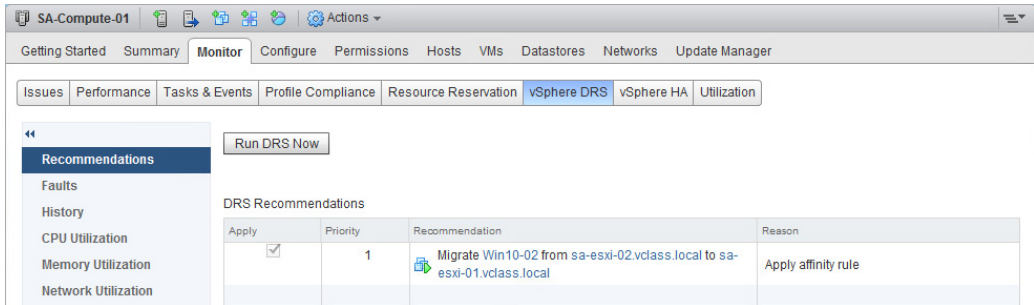 SA-Compute-01 Actions
Getting Started Summary Monitor Configure Permissions Hosts VMs Datastores Networks Update Manager
Issues Performance Tasks & Events Profile Compliance Resource Reservation vSphere DRS vSphere HA Utilization
Recommendations
Faults
History
CPU Utilization
Memory Utilization
Network Utilization
Run DRS Now
DRS Recommendations
Apply Priority Recommendation Reason
1 Migrate Win10-02 from sa-esxi-02.vclass.local to sa-
esxi-01.vclass.local Apply affinity rule